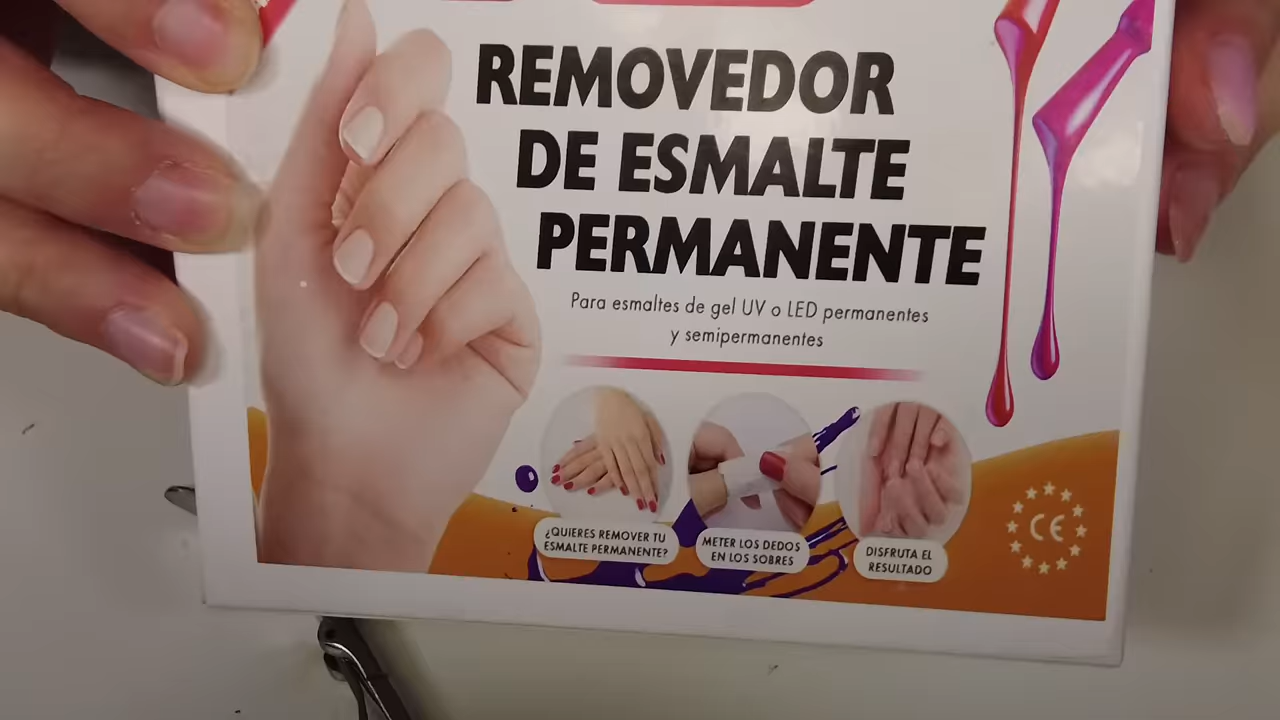 REMOVEDOR
DE ESMALTE
PERMANENTE
Para esmaltes de gel UV o LED permanentes
y semipermanentes
¿QUIERES REMOVER TU
ESMALTE PERMANENTE?
METER LOS DEDOS
EN LOS SOBRES
DISFRUTA EL
RESULTADO
CE